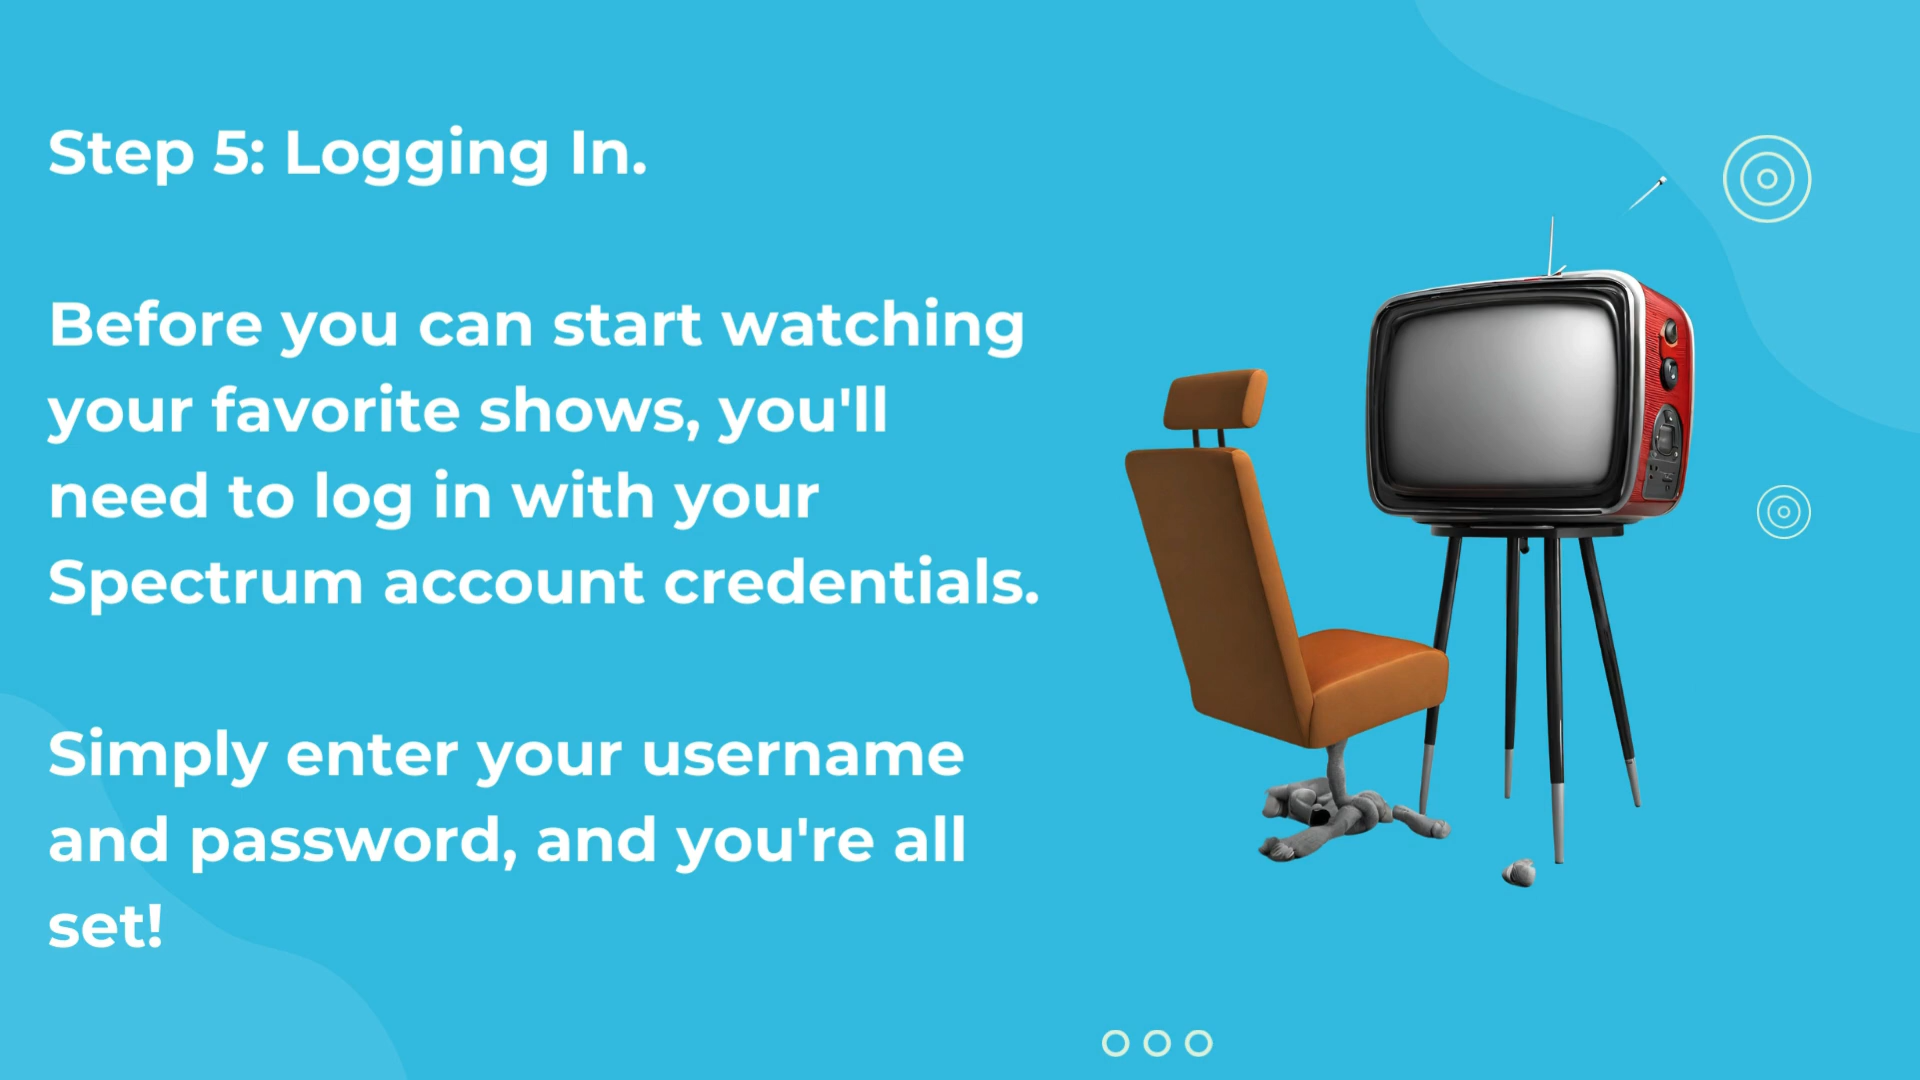 Step 5: Logging In.
Before you can start watching
your favorite shows, you'll
need to log in with your
Spectrum account credentials.
Simply enter your username
and password, and you're all
set!